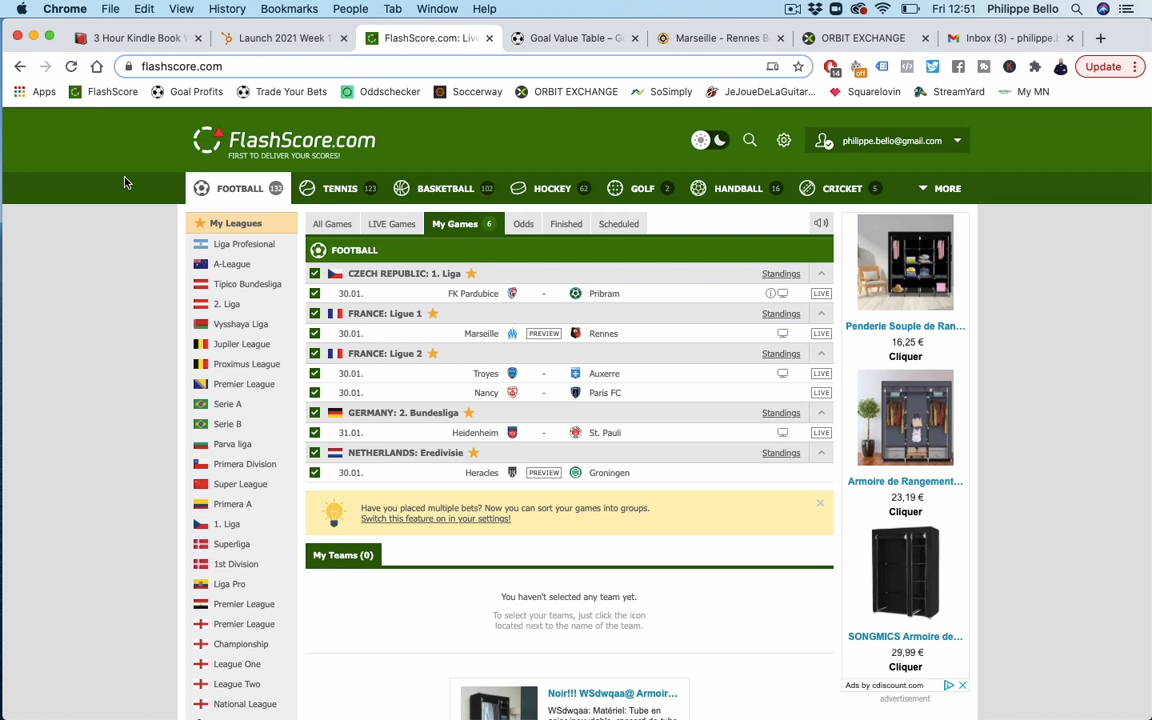 Chrome File Edit View History Bookmarks People Tab Window Help Fri 12:51 Philippe Bello
3 Hour Kindle Book Launch 2021 Week 1 FlashScore.com: Live Goal Value Table – Go Marseille - Rennes B ORBIT EXCHANGE Inbox (3) - philippe.b
flashscore.com 14 off Update
Apps FlashScore Goal Profits Trade Your Bets Oddschecker Soccerway ORBIT EXCHANGE SoSimply JeJoueDeLaGuitar... Squarelovin StreamYard My MN
FlashScore.com
FIRST TO DELIVER YOUR SCORES!
philippe.bello@gmail.com
FOOTBALL 132 TENNIS 123 BASKETBALL 102 HOCKEY 62 GOLF 2 HANDBALL 16 CRICKET 5 MORE
My Leagues
Liga Profesional
A-League
Tipico Bundesliga
2. Liga
Vysshaya Liga
Jupiler League
Proximus League
Premier League
Serie A
Serie B
Parva liga
Primera Division
Super League
Primera A
1. Liga
Superliga
1st Division
Liga Pro
Premier League
Premier League
Championship
League One
League Two
National League
All Games LIVE Games My Games 6 Odds Finished Scheduled
FOOTBALL
CZECH REPUBLIC: 1. Liga Standings
30.01. FK Pardubice - Pribram LIVE
FRANCE: Ligue 1 Standings
30.01. Marseille PREVIEW Rennes LIVE
FRANCE: Ligue 2 Standings
30.01. Troyes - Auxerre LIVE
30.01. Nancy - Paris FC LIVE
GERMANY: 2. Bundesliga Standings
31.01. Heidenheim - St. Pauli LIVE
NETHERLANDS: Eredivisie Standings
30.01. Heracles PREVIEW Groningen
Have you placed multiple bets? Now you can sort your games into groups.
Switch this feature on in your settings!
My Teams (0)
You haven't selected any team yet.
To select your teams, just click the icon
located next to the name of the team.
Noir!!! WSdwqaa@ Armoir...
WSdwqaa: Matériel: Tube en
Penderie Souple de Ran...
16,25 €
Cliquer
Armoire de Rangement...
23,19 €
Cliquer
SONGMICS Armoire de...
29,99 €
Cliquer
Ads by cdiscount.com
advertisement